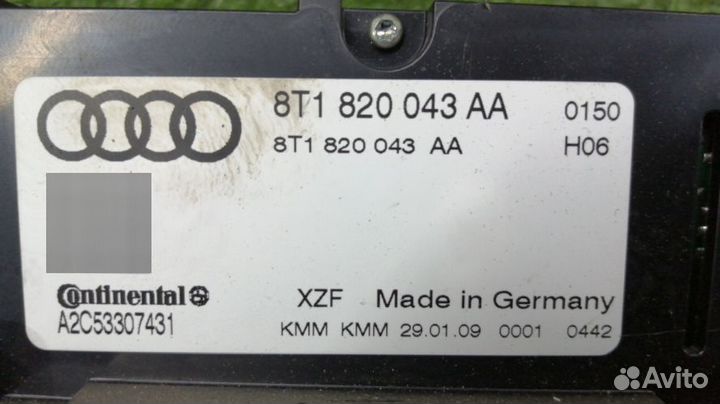 8T1 820 043 AA 0150
8T1 820 043 AA H06
Continental
A2C53307431
XZF Made in Germany
KMM KMM 29.01.09 0001 0442
Avito